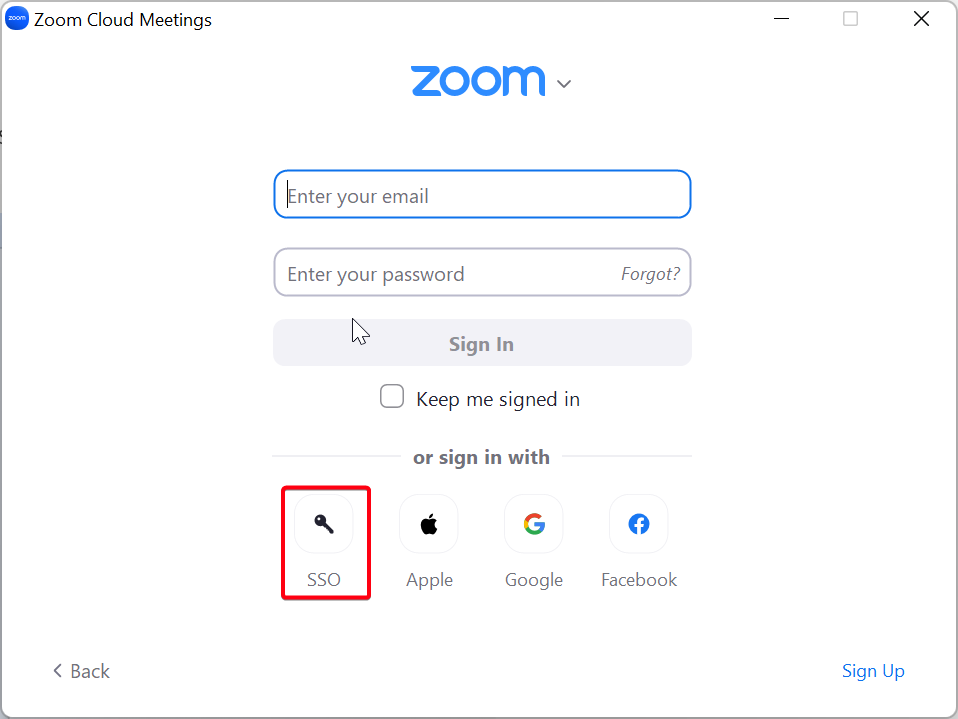 zoom Zoom Cloud Meetings
zoom
Enter your email
Enter your password Forgot?
Sign In
Keep me signed in
or sign in with
SSO Apple Google Facebook
Back Sign Up